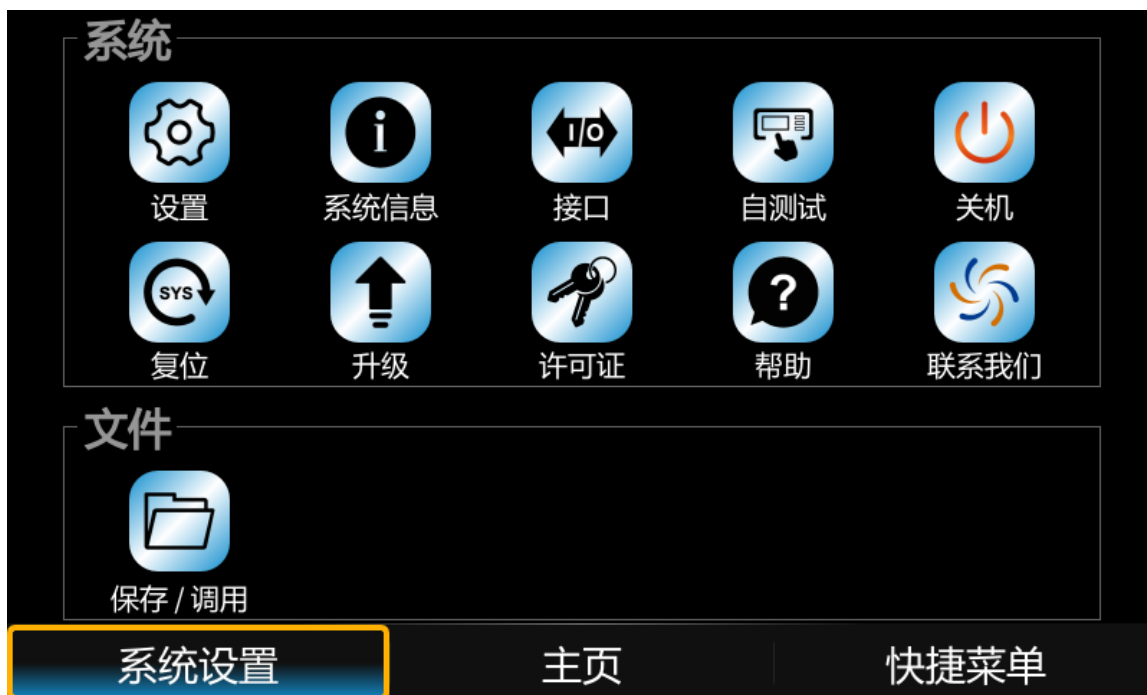 系统
i
I/O
设置
系统信息
接口
自测试
关机
SYS
?
复位
升级
许可证
帮助
联系我们
文件
保存 / 调用
系统设置
主页
快捷菜单